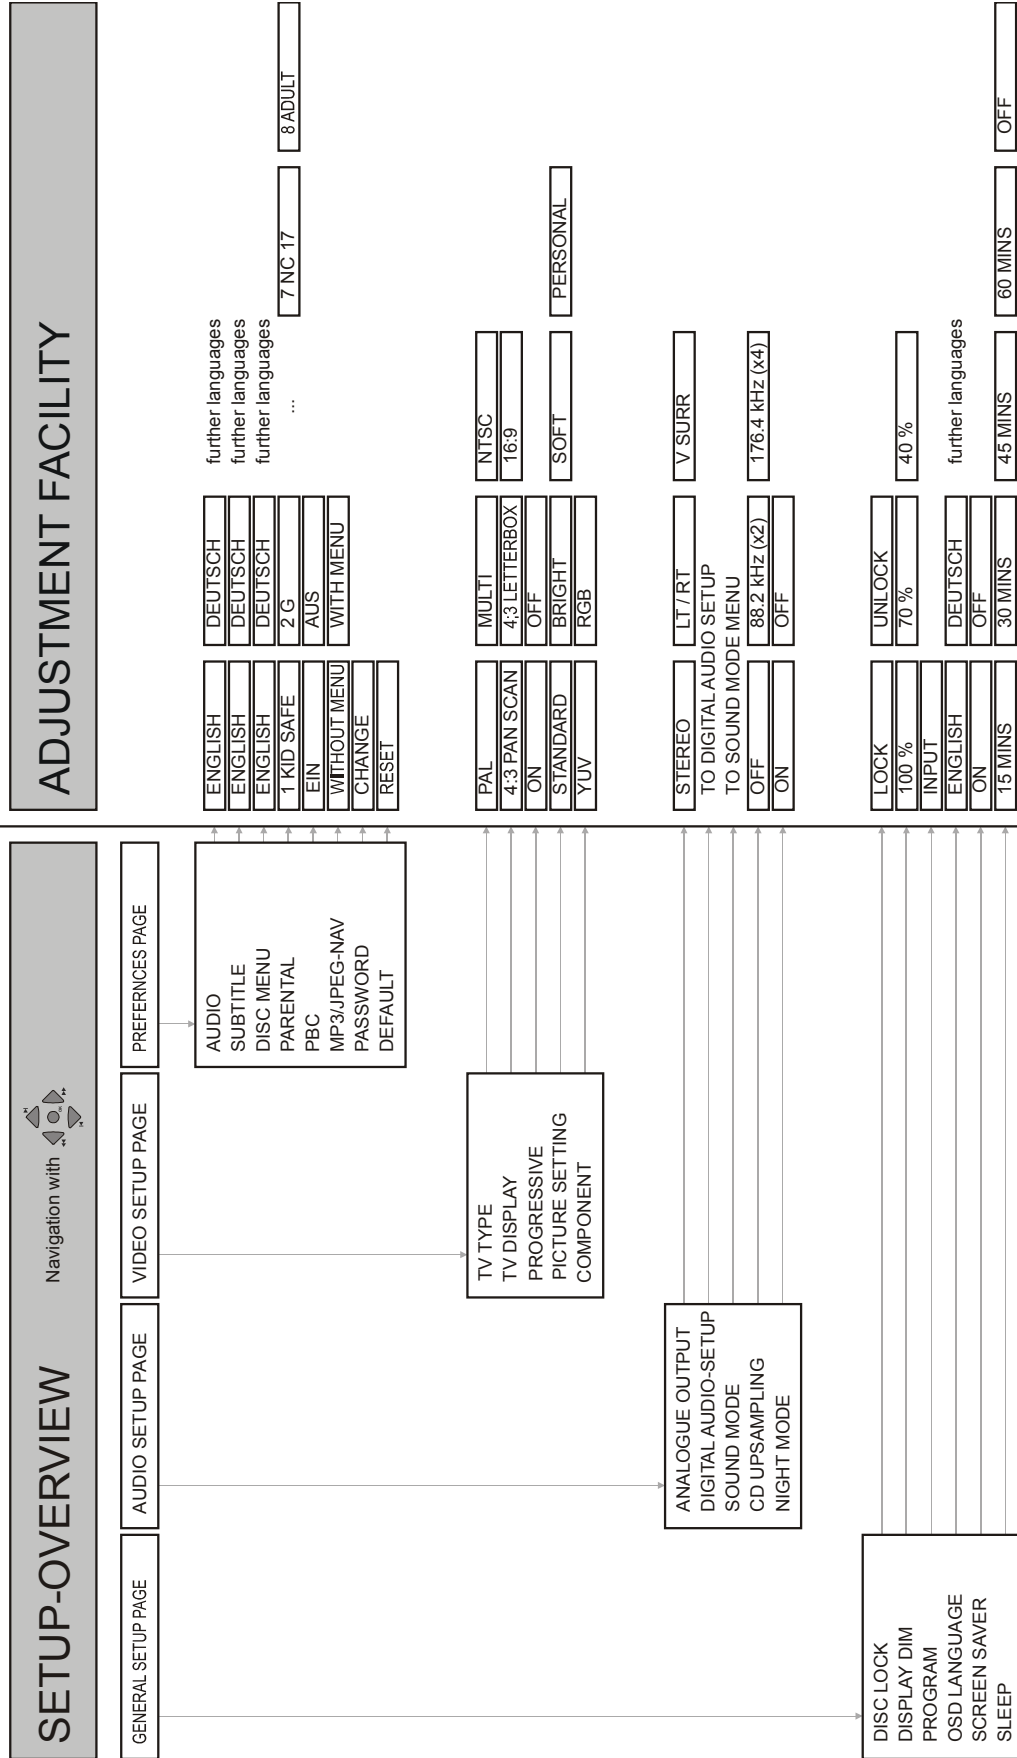 SETUP-OVERVIEW
Navigation with
OK
ADJUSTMENT FACILITY
GENERAL SETUP PAGE
AUDIO SETUP PAGE
VIDEO SETUP PAGE
PREFERNCES PAGE
AUDIO ENGLISH DEUTSCH further languages
SUBTITLE ENGLISH DEUTSCH further languages
DISC MENU ENGLISH DEUTSCH further languages
PARENTAL 1 KID SAFE 2 G ... 7 NC 17 8 ADULT
PBC EIN AUS
MP3/JPEG-NAV WITHOUT MENU WITH MENU
PASSWORD CHANGE
DEFAULT RESET
TV TYPE PAL MULTI NTSC
TV DISPLAY 4:3 PAN SCAN 4:3 LETTERBOX 16:9
PROGRESSIVE ON OFF
PICTURE SETTING STANDARD BRIGHT SOFT PERSONAL
COMPONENT YUV RGB
ANALOGUE OUTPUT STEREO LT / RT V SURR
DIGITAL AUDIO-SETUP TO DIGITAL AUDIO SETUP
SOUND MODE TO SOUND MODE MENU
CD UPSAMPLING OFF 88.2 kHz (x2) 176.4 kHz (x4)
NIGHT MODE ON OFF
DISC LOCK LOCK UNLOCK
DISPLAY DIM 100 % 70 % 40 %
PROGRAM INPUT
OSD LANGUAGE ENGLISH DEUTSCH further languages
SCREEN SAVER ON OFF
SLEEP 15 MINS 30 MINS 45 MINS 60 MINS OFF